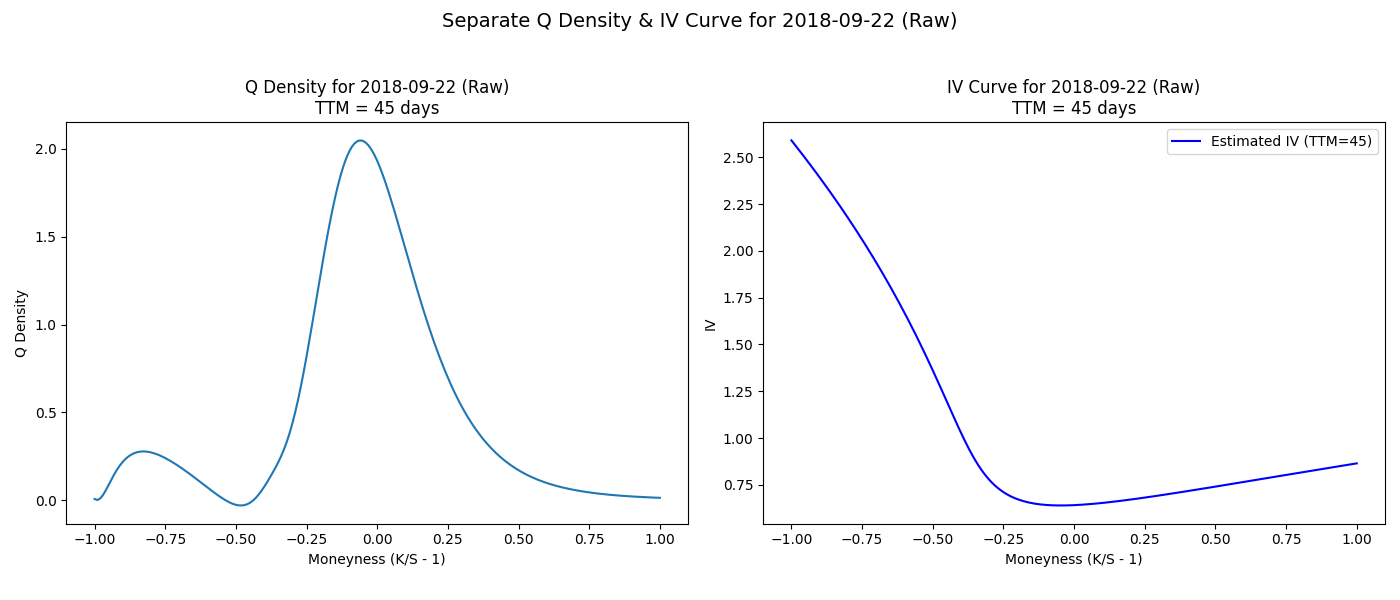 Separate Q Density & IV Curve for 2018-09-22 (Raw)
Q Density for 2018-09-22 (Raw)
TTM = 45 days
2.0
1.5
1.0
0.5
0.0
Q Density
−1.00 −0.75 −0.50 −0.25 0.00 0.25 0.50 0.75 1.00
Moneyness (K/S - 1)
IV Curve for 2018-09-22 (Raw)
TTM = 45 days
Estimated IV (TTM=45)
2.50
2.25
2.00
1.75
1.50
1.25
1.00
0.75
IV
−1.00 −0.75 −0.50 −0.25 0.00 0.25 0.50 0.75 1.00
Moneyness (K/S - 1)